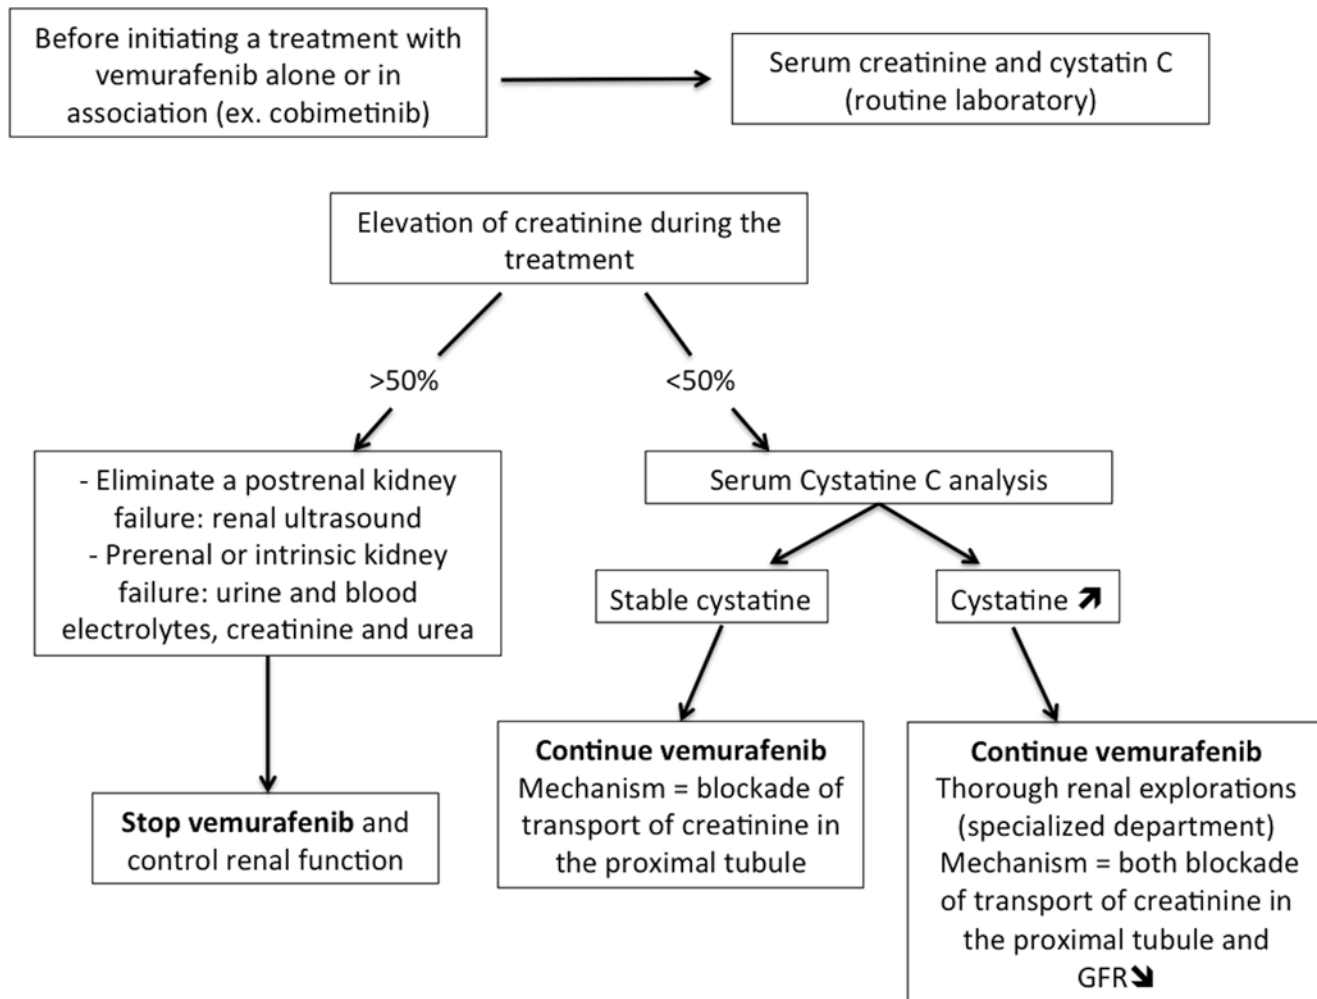 Before initiating a treatment with
vemurafenib alone or in
association (ex. cobimetinib)
Serum creatinine and cystatin C
(routine laboratory)
Elevation of creatinine during the
treatment
>50%
<50%
- Eliminate a postrenal kidney
failure: renal ultrasound
- Prerenal or intrinsic kidney
failure: urine and blood
electrolytes, creatinine and urea
Serum Cystatine C analysis
Stable cystatine
Cystatine ↗
Stop vemurafenib and
control renal function
Continue vemurafenib
Mechanism = blockade of
transport of creatinine in
the proximal tubule
Continue vemurafenib
Thorough renal explorations
(specialized department)
Mechanism = both blockade
of transport of creatinine in
the proximal tubule and
GFR↘